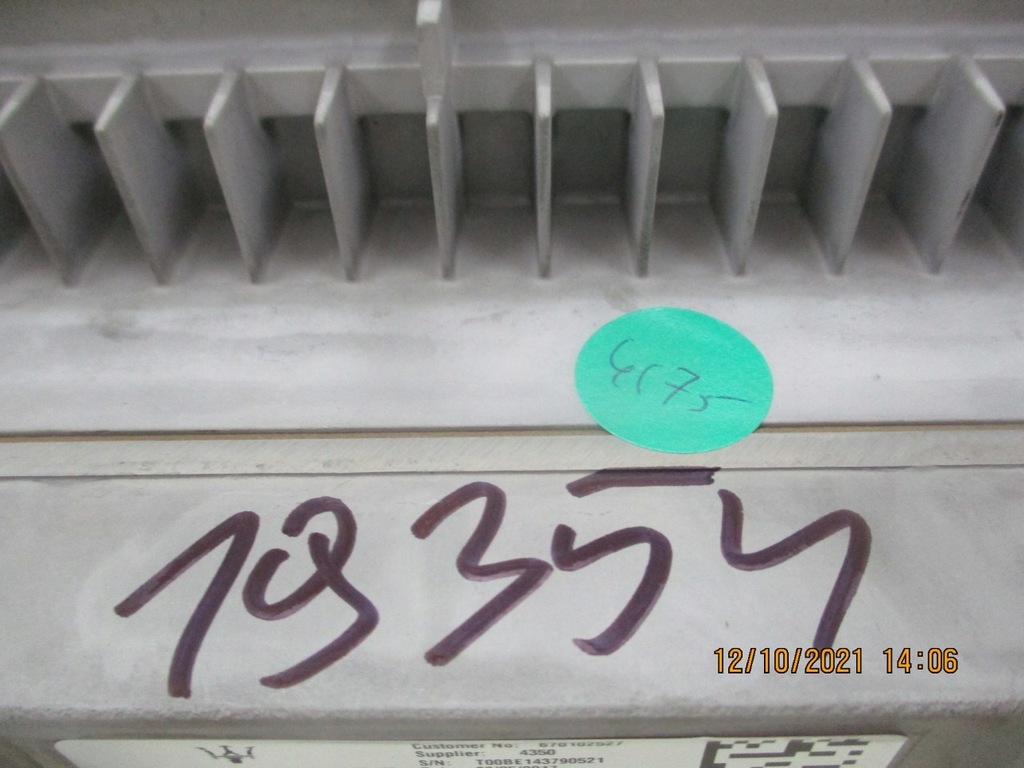 4175
19354
12/10/2021 14:06
Customer No: 670102527
Supplier: 4350
S/N: T00BE143790521